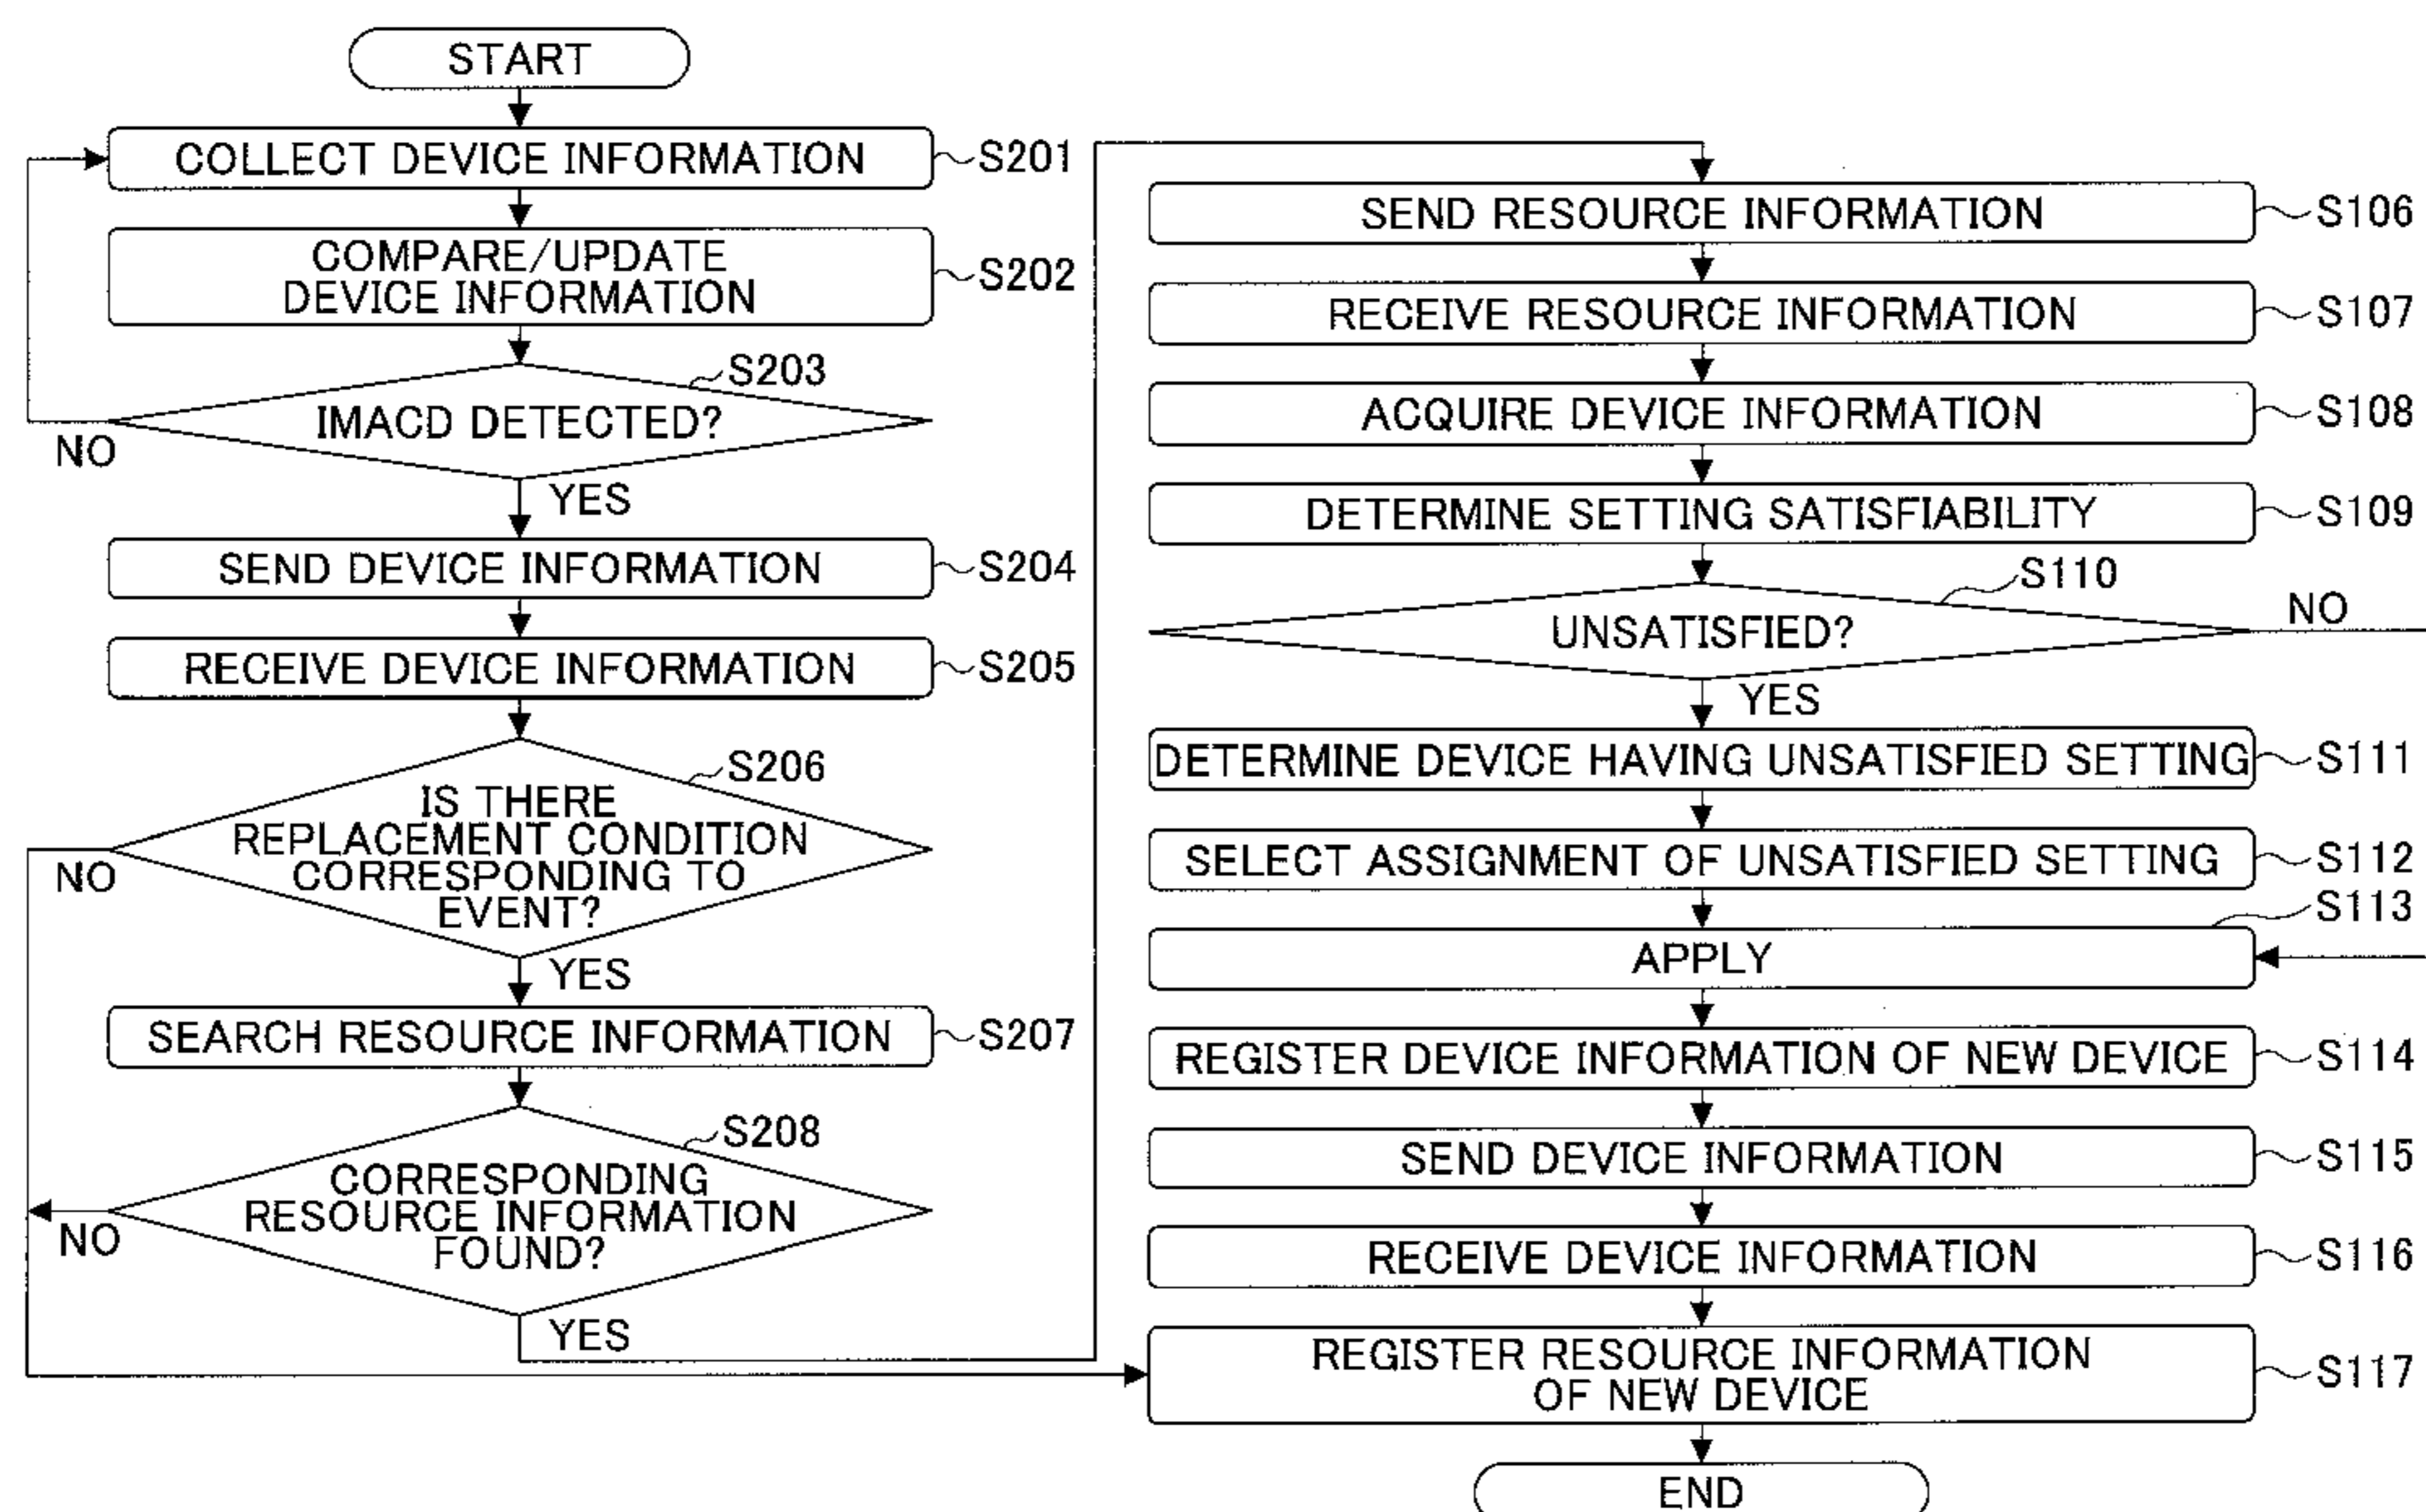 START
COLLECT DEVICE INFORMATION
S201
COMPARE/UPDATE
DEVICE INFORMATION
S202
S203
IMACD DETECTED?
NO
YES
SEND DEVICE INFORMATION
S204
RECEIVE DEVICE INFORMATION
S205
S206
IS THERE
REPLACEMENT CONDITION
CORRESPONDING TO
EVENT?
NO
YES
SEARCH RESOURCE INFORMATION
S207
S208
CORRESPONDING
RESOURCE INFORMATION
FOUND?
NO
YES
SEND RESOURCE INFORMATION
S106
RECEIVE RESOURCE INFORMATION
S107
ACQUIRE DEVICE INFORMATION
S108
DETERMINE SETTING SATISFIABILITY
S109
S110
UNSATISFIED?
NO
YES
DETERMINE DEVICE HAVING UNSATISFIED SETTING
S111
SELECT ASSIGNMENT OF UNSATISFIED SETTING
S112
S113
APPLY
REGISTER DEVICE INFORMATION OF NEW DEVICE
S114
SEND DEVICE INFORMATION
S115
RECEIVE DEVICE INFORMATION
S116
REGISTER RESOURCE INFORMATION
OF NEW DEVICE
S117
END